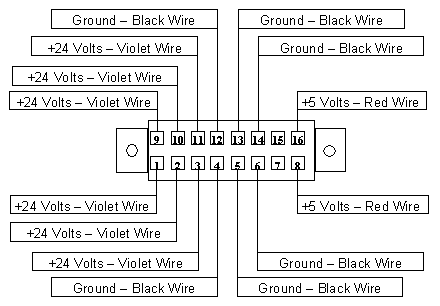 Ground – Black Wire Ground – Black Wire
+24 Volts – Violet Wire Ground – Black Wire
+24 Volts – Violet Wire
+24 Volts – Violet Wire +5 Volts – Red Wire
9 10 11 12 13 14 15 16
1 2 3 4 5 6 7 8
+24 Volts – Violet Wire +5 Volts – Red Wire
+24 Volts – Violet Wire
+24 Volts – Violet Wire Ground – Black Wire
Ground – Black Wire Ground – Black Wire